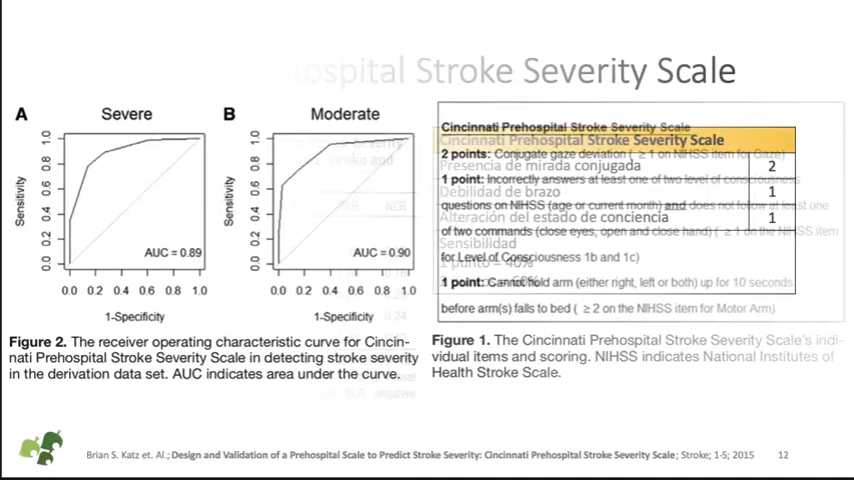 hospital Stroke Severity Scale
A Severe
B Moderate
Sensitivity
0.0 0.2 0.4 0.6 0.8 1.0
AUC = 0.89
0.0 0.2 0.4 0.6 0.8 1.0
1-Specificity
Sensitivity
0.0 0.2 0.4 0.6 0.8 1.0
AUC = 0.90
0.0 0.2 0.4 0.6 0.8 1.0
1-Specificity
Figure 2. The receiver operating characteristic curve for Cincin-
nati Prehospital Stroke Severity Scale in detecting stroke severity
in the derivation data set. AUC indicates area under the curve.
Cincinnati Prehospital Stroke Severity Scale
2 points: Conjugate gaze deviation ( ≥ 1 on NIHSS item for Gaze)
1 point: Incorrectly answers at least one of two level of consciousness
questions on NIHSS (age or current month) and does not follow at least one
of two commands (close eyes, open and close hand) ( ≥ 1 on the NIHSS item
for Level of Consciousness 1b and 1c)
1 point: Cannot hold arm (either right, left or both) up for 10 seconds
before arm(s) falls to bed ( ≥ 2 on the NIHSS item for Motor Arm)
Cincinnati Prehospital Stroke Severity Scale
Presencia de mirada conjugada 2
Debilidad de brazo 1
Alteración del estado de conciencia 1
Sensibilidad
1 punto = 40%
Figure 1. The Cincinnati Prehospital Stroke Severity Scale's indi-
vidual items and scoring. NIHSS indicates National Institutes of
Health Stroke Scale.
Brian S. Katz et. Al.; Design and Validation of a Prehospital Scale to Predict Stroke Severity: Cincinnati Prehospital Stroke Severity Scale; Stroke; 1-5; 2015 12